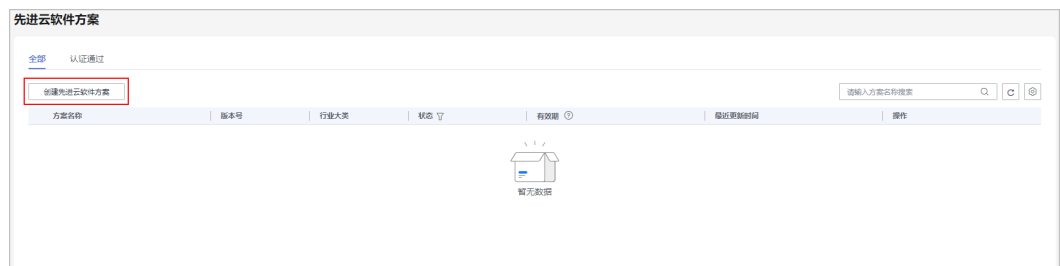 先进云软件方案
全部 认证通过
创建先进云软件方案 请输入方案名称搜索
方案名称 版本号 行业大类 状态 有效期 最近更新时间 操作
暂无数据